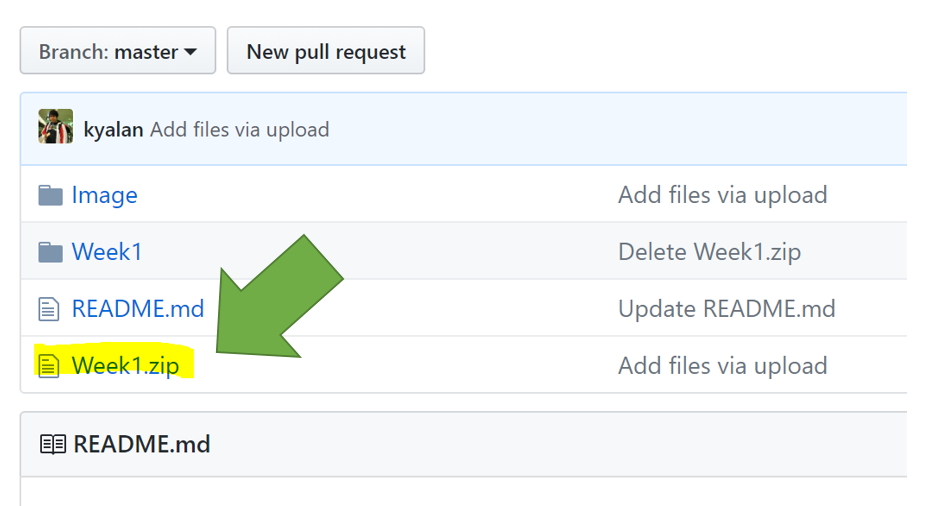 Branch: master New pull request
kyalan Add files via upload
Image Add files via upload
Week1 Delete Week1.zip
README.md Update README.md
Week1.zip Add files via upload
README.md